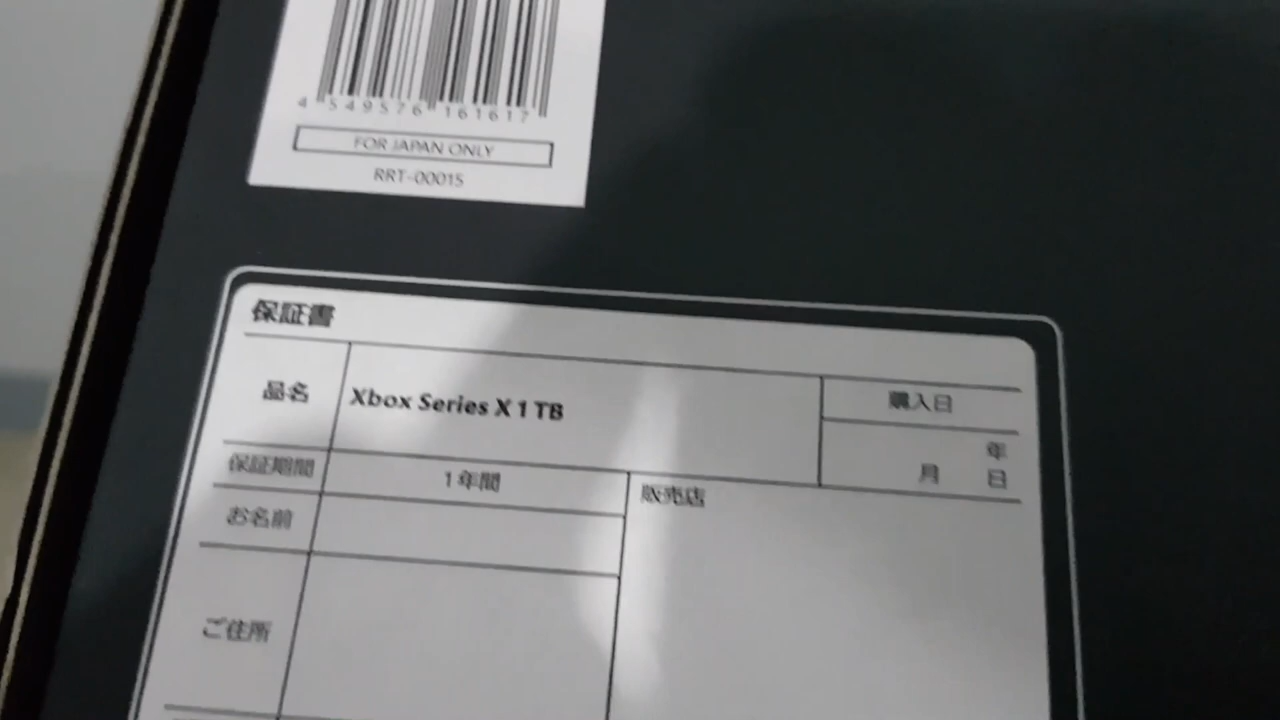 4 549576 161617
FOR JAPAN ONLY
RRT-00015
保証書
品名
Xbox Series X 1 TB
購入日
年
月 日
保証期間
1年間
販売店
お名前
ご住所